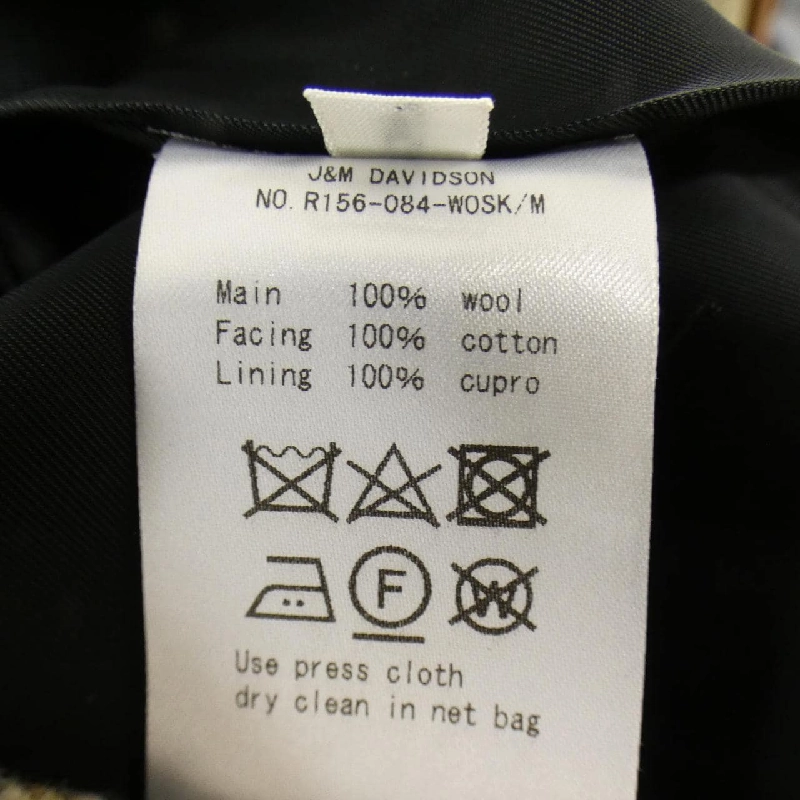 J&M DAVIDSON
NO. R156-084-WOSK/M
Main 100% wool
Facing 100% cotton
Lining 100% cupro
F W
Use press cloth
dry clean in net bag